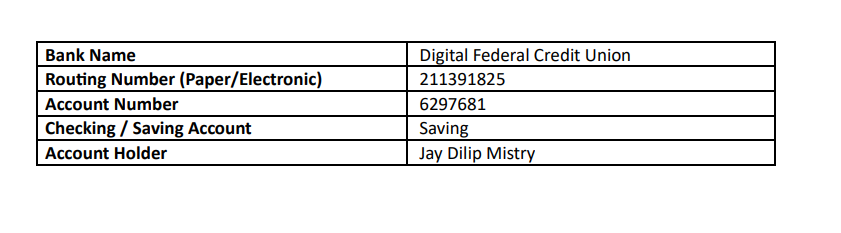 Bank Name Digital Federal Credit Union
Routing Number (Paper/Electronic) 211391825
Account Number 6297681
Checking / Saving Account Saving
Account Holder Jay Dilip Mistry